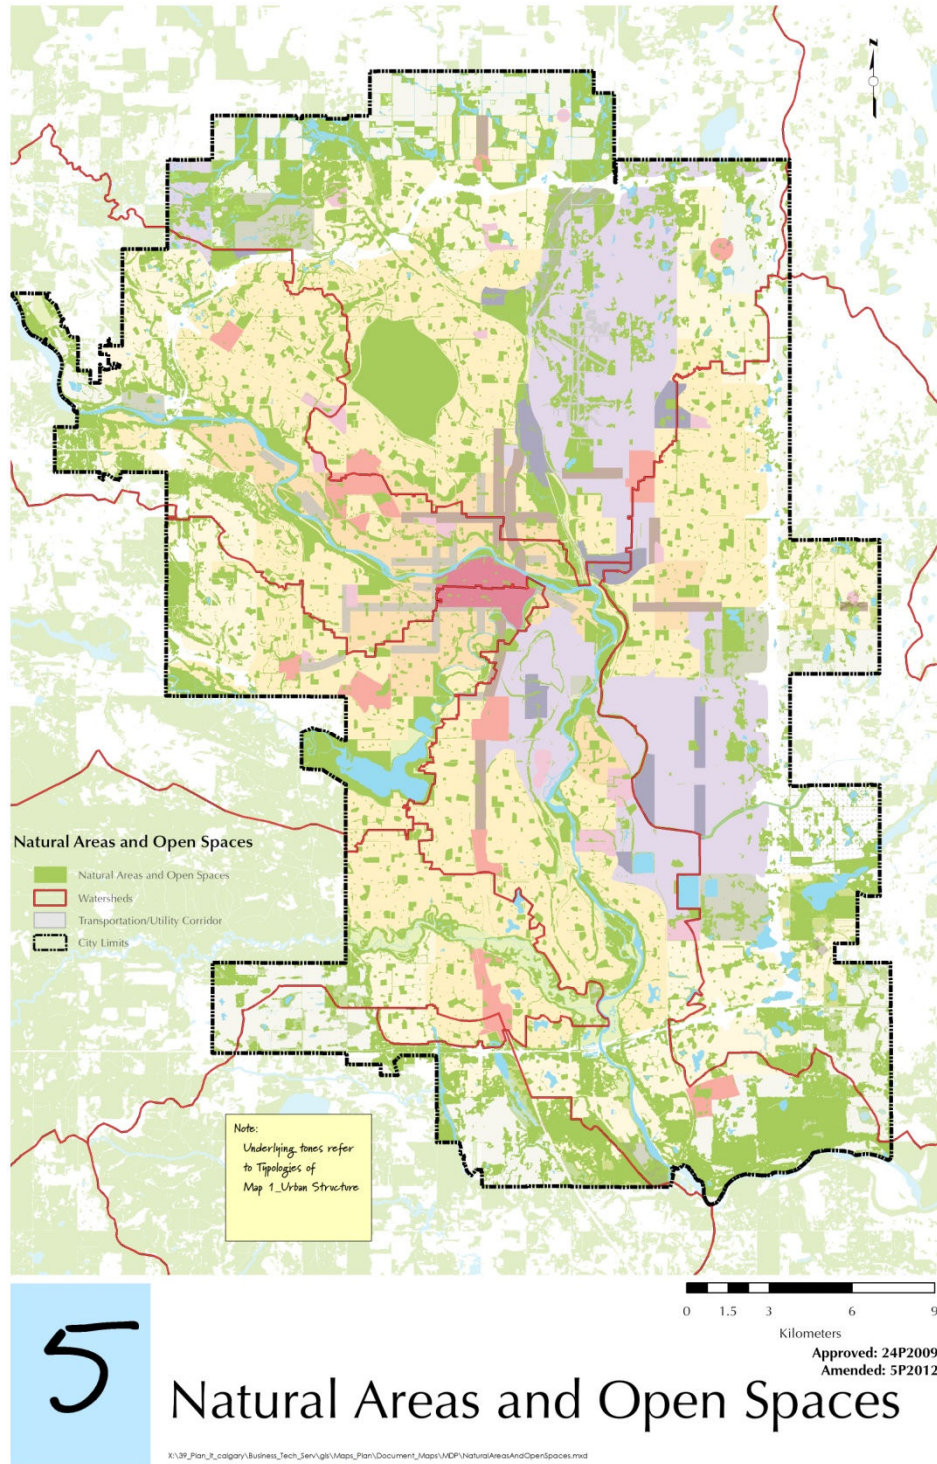 N
Natural Areas and Open Spaces
Natural Areas and Open Spaces
Watersheds
Transportation/Utility Corridor
City Limits
Note:
Underlying tones refer
to Typologies of
Map 1_Urban Structure
0 1.5 3 6 9
Kilometers
Approved: 24P2009
Amended: 5P2012
5
Natural Areas and Open Spaces
X:\39_Plan_It_calgary\Business_Tech_Serv\gis\Maps_Plan\Document_Maps\MDP\NaturalAreasAndOpenSpaces.mxd